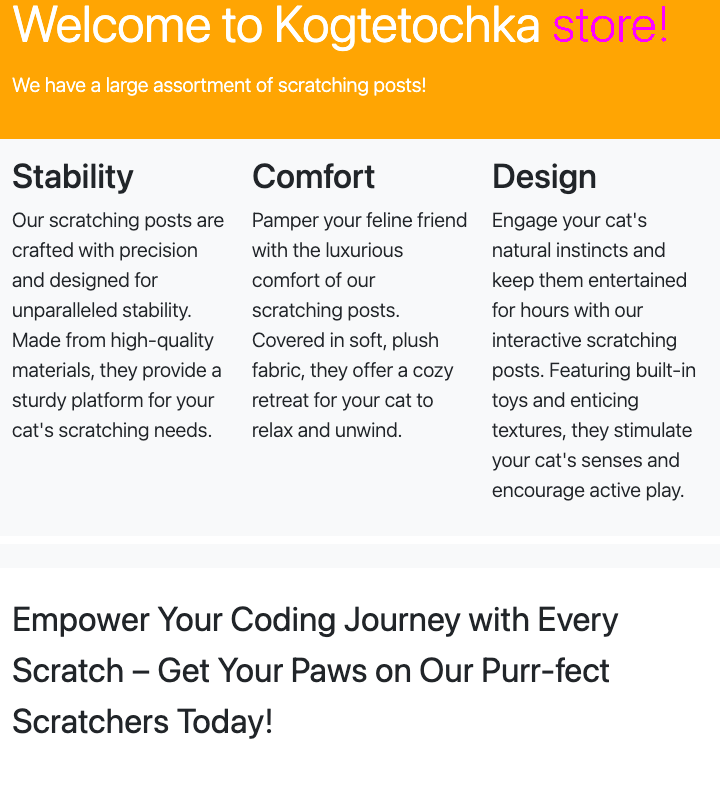 Welcome to Kogtetochka store!
We have a large assortment of scratching posts!
Stability
Our scratching posts are
crafted with precision
and designed for
unparalleled stability.
Made from high-quality
materials, they provide a
sturdy platform for your
cat's scratching needs.
Comfort
Pamper your feline friend
with the luxurious
comfort of our
scratching posts.
Covered in soft, plush
fabric, they offer a cozy
retreat for your cat to
relax and unwind.
Design
Engage your cat's
natural instincts and
keep them entertained
for hours with our
interactive scratching
posts. Featuring built-in
toys and enticing
textures, they stimulate
your cat's senses and
encourage active play.
Empower Your Coding Journey with Every
Scratch – Get Your Paws on Our Purr-fect
Scratchers Today!